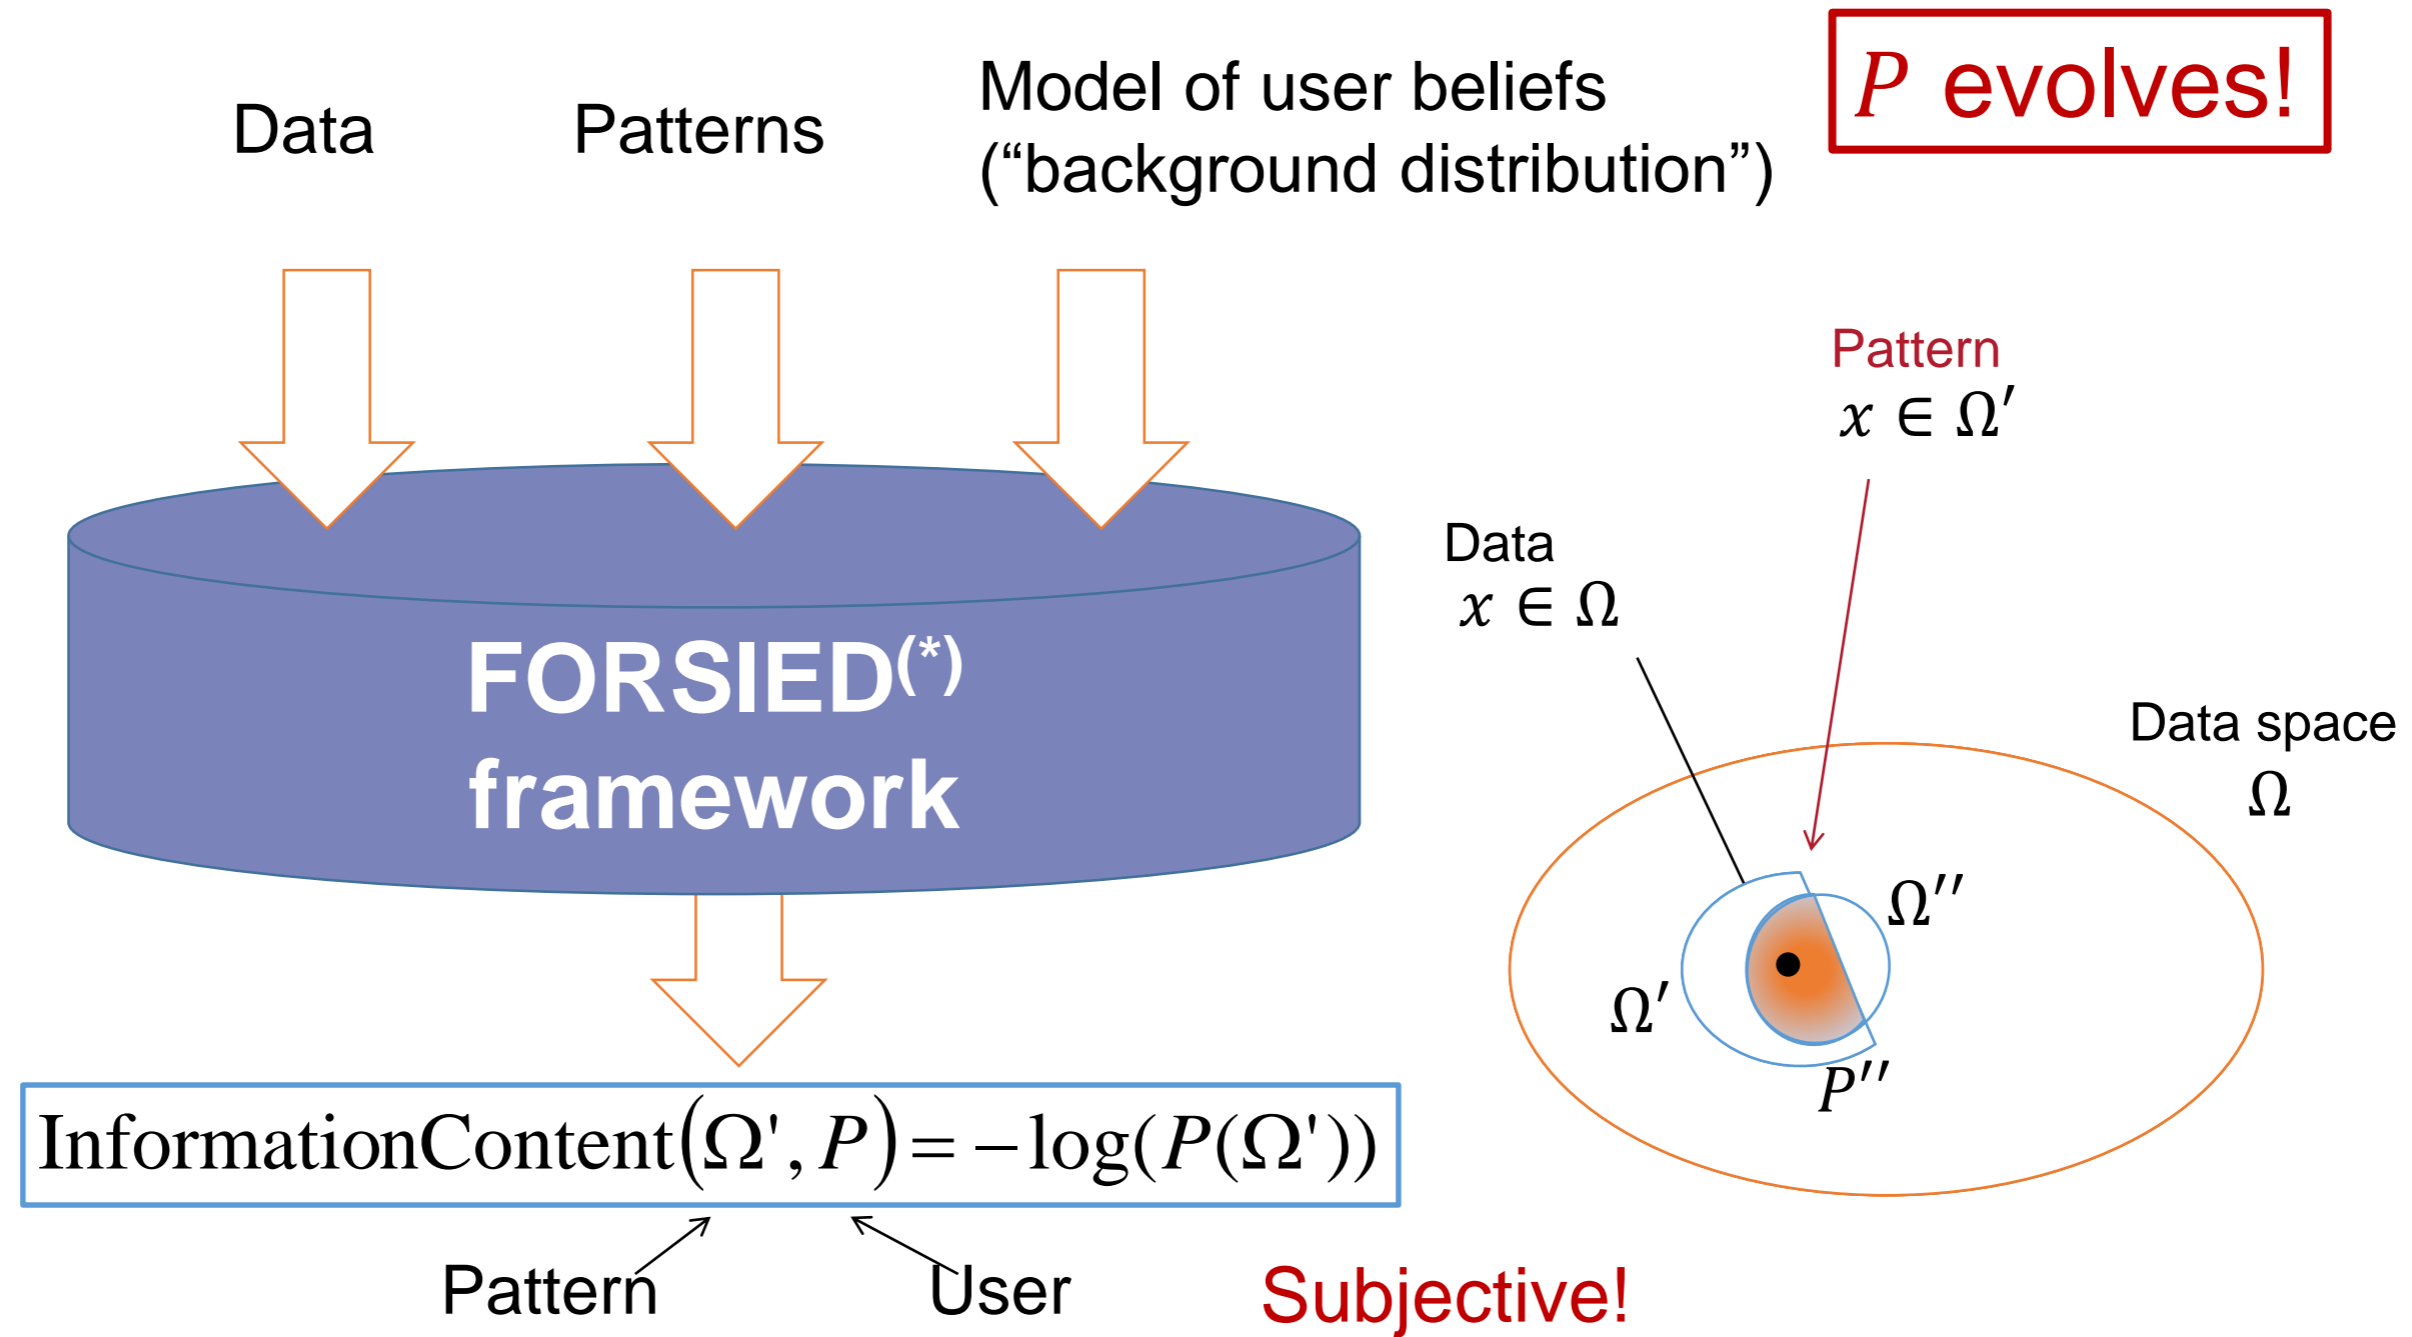 Data
Patterns
Model of user beliefs
(“background distribution”)
P evolves!
FORSIED(*)
framework
InformationContent(Ω', P) = −log(P(Ω'))
Pattern
User
Subjective!
Pattern
x ∈ Ω′
Data
x ∈ Ω
Data space
Ω
Ω′′
Ω′
P′′